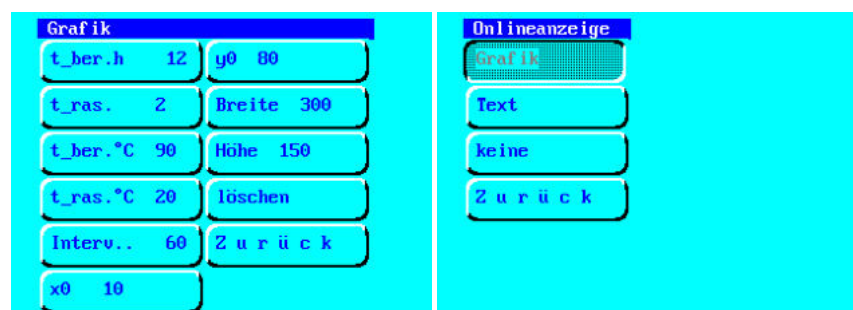 Grafik
t_ber.h 12
y0 80
t_ras. 2
Breite 300
t_ber.°C 90
Höhe 150
t_ras.°C 20
löschen
Interv.. 60
Z u r ü c k
x0 10
Onlineanzeige
Grafik
Text
keine
Z u r ü c k